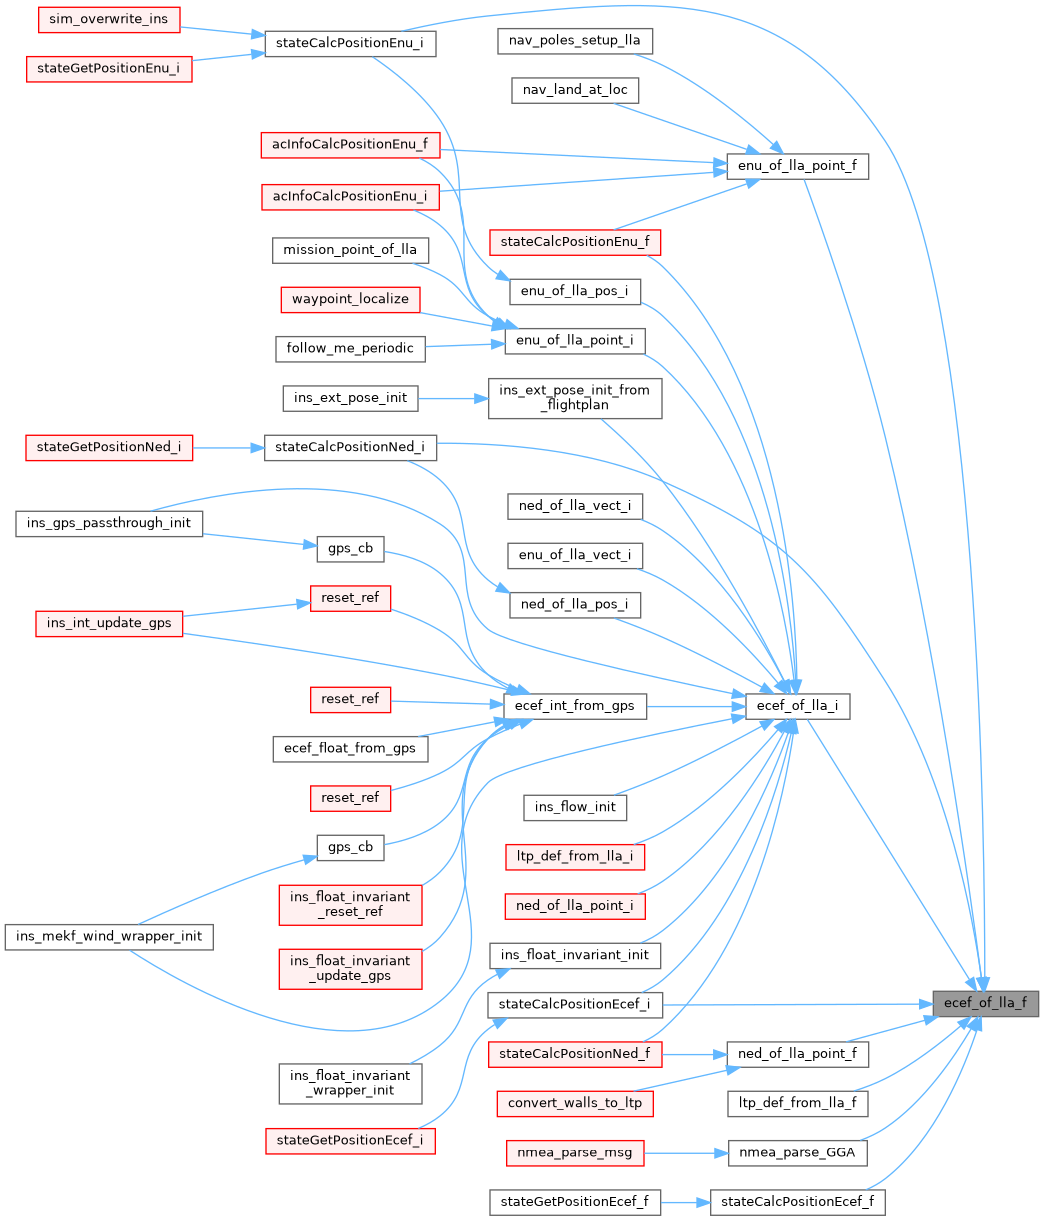 sim_overwrite_ins
stateCalcPositionEnu_i
nav_poles_setup_lla
stateGetPositionEnu_i
nav_land_at_loc
acInfoCalcPositionEnu_f
enu_of_lla_point_f
acInfoCalcPositionEnu_i
stateCalcPositionEnu_f
mission_point_of_lla
enu_of_lla_pos_i
waypoint_localize
enu_of_lla_point_i
follow_me_periodic
ins_ext_pose_init_from
_flightplan
ins_ext_pose_init
stateGetPositionNed_i
stateCalcPositionNed_i
ned_of_lla_vect_i
ins_gps_passthrough_init
gps_cb
enu_of_lla_vect_i
reset_ref
ned_of_lla_pos_i
ins_int_update_gps
reset_ref
ecef_int_from_gps
ecef_of_lla_i
ecef_float_from_gps
reset_ref
ins_flow_init
gps_cb
ltp_def_from_lla_i
ins_float_invariant
_reset_ref
ned_of_lla_point_i
ins_mekf_wind_wrapper_init
ins_float_invariant
_update_gps
ins_float_invariant_init
stateCalcPositionEcef_i
ecef_of_lla_f
stateCalcPositionNed_f
ned_of_lla_point_f
ins_float_invariant
_wrapper_init
convert_walls_to_ltp
ltp_def_from_lla_f
stateGetPositionEcef_i
nmea_parse_msg
nmea_parse_GGA
stateGetPositionEcef_f
stateCalcPositionEcef_f